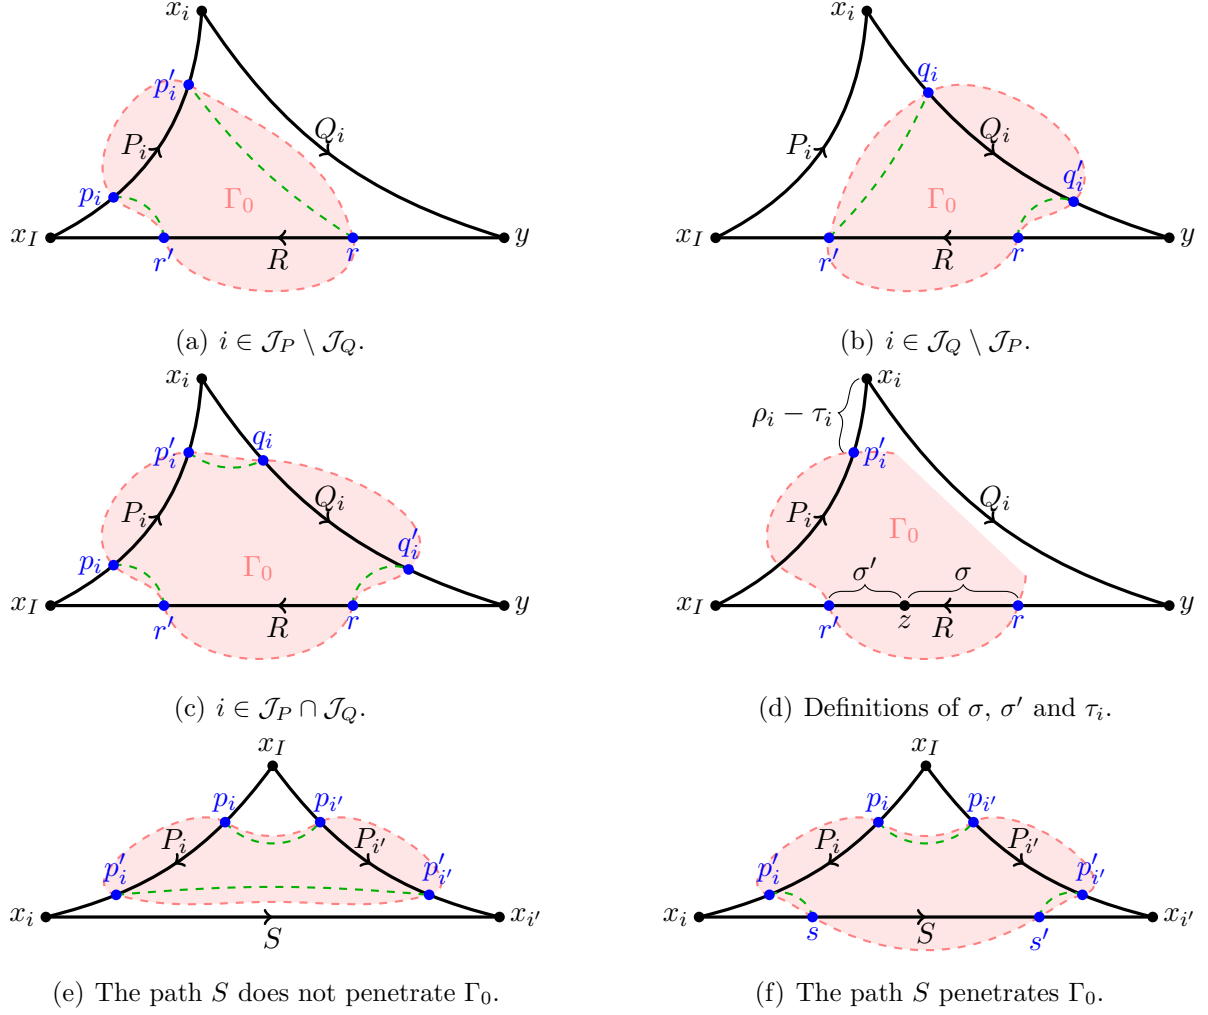 x_i
p'_i
P_i
Q_i
p_i
Γ_0
x_I
r'
R
r
y
(a) i ∈ 𝒥_P \ 𝒥_Q.
x_i
q_i
P_i
Q_i
q'_i
Γ_0
x_I
r'
R
r
y
(b) i ∈ 𝒥_Q \ 𝒥_P.
x_i
p'_i
q_i
P_i
Q_i
p_i
Γ_0
q'_i
x_I
r'
R
r
y
(c) i ∈ 𝒥_P ∩ 𝒥_Q.
x_i
ρ_i − τ_i
p'_i
P_i
Q_i
Γ_0
σ'
σ
x_I
r'
z
R
r
y
(d) Definitions of σ, σ' and τ_i.
x_I
p_i
p_{i'}
P_i
P_{i'}
p'_i
p'_{i'}
x_i
S
x_{i'}
(e) The path S does not penetrate Γ_0.
x_I
p_i
p_{i'}
P_i
P_{i'}
p'_i
p'_{i'}
x_i
s
S
s'
x_{i'}
(f) The path S penetrates Γ_0.